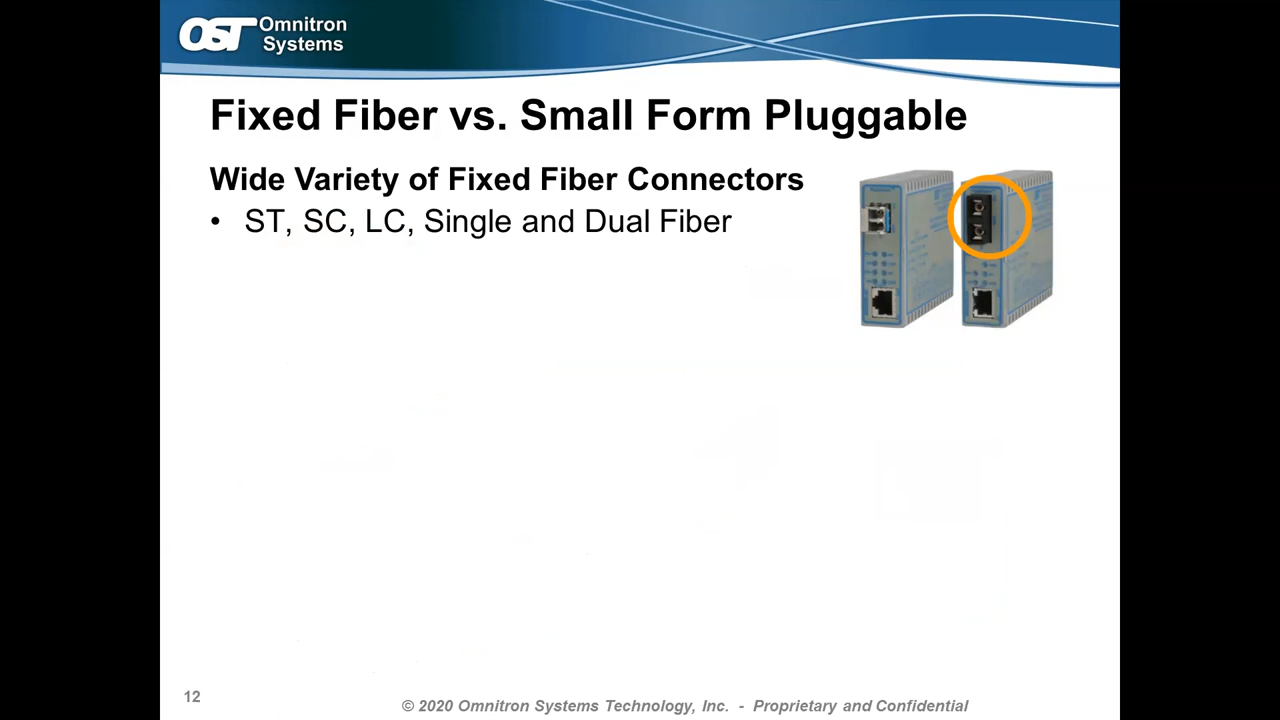 OST Omnitron
Systems
Fixed Fiber vs. Small Form Pluggable
Wide Variety of Fixed Fiber Connectors
• ST, SC, LC, Single and Dual Fiber
12
© 2020 Omnitron Systems Technology, Inc. - Proprietary and Confidential